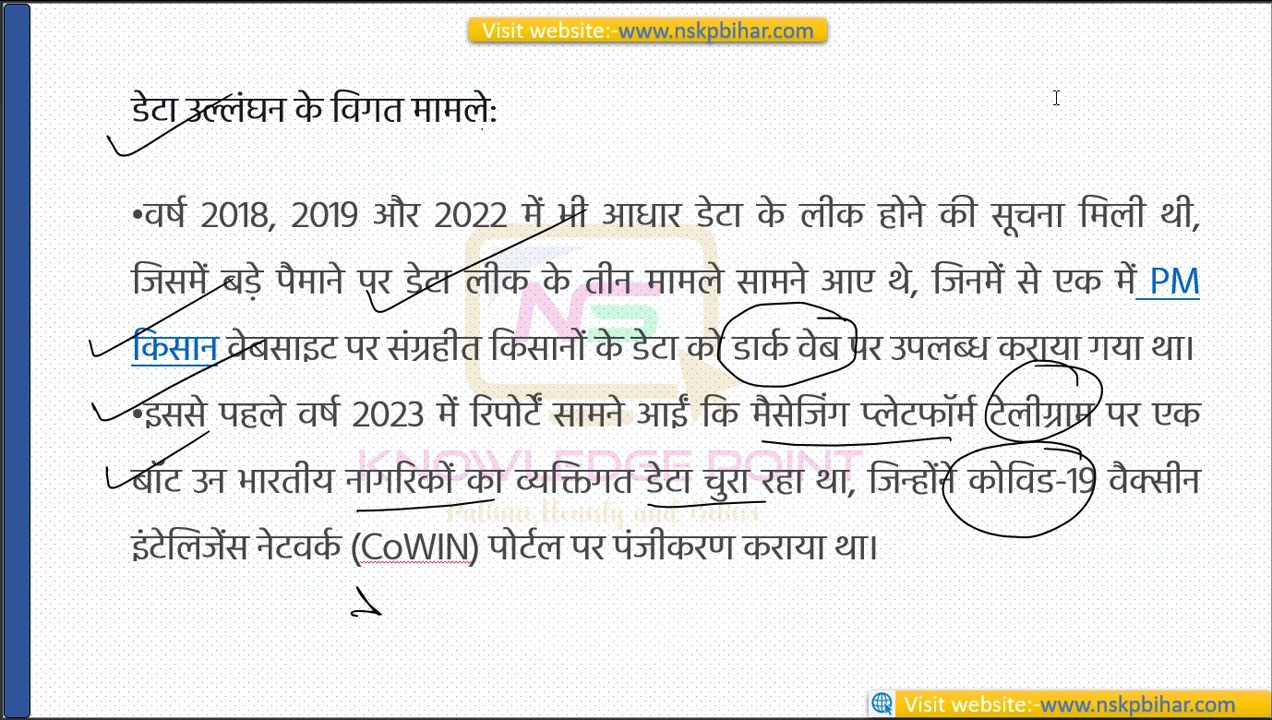 Visit website:-www.nskpbihar.com
डेटा उल्लंघन के विगत मामले:
•वर्ष 2018, 2019 और 2022 में भी आधार डेटा के लीक होने की सूचना मिली थी,
जिसमें बड़े पैमाने पर डेटा लीक के तीन मामले सामने आए थे, जिनमें से एक में PM
किसान वेबसाइट पर संग्रहीत किसानों के डेटा को डार्क वेब पर उपलब्ध कराया गया था।
•इससे पहले वर्ष 2023 में रिपोर्टें सामने आईं कि मैसेजिंग प्लेटफॉर्म टेलीग्राम पर एक
बॉट उन भारतीय नागरिकों का व्यक्तिगत डेटा चुरा रहा था, जिन्होंने कोविड-19 वैक्सीन
इंटेलिजेंस नेटवर्क (CoWIN) पोर्टल पर पंजीकरण कराया था।
NS
KNOWLEDGE POINT
Visit website:-www.nskpbihar.com